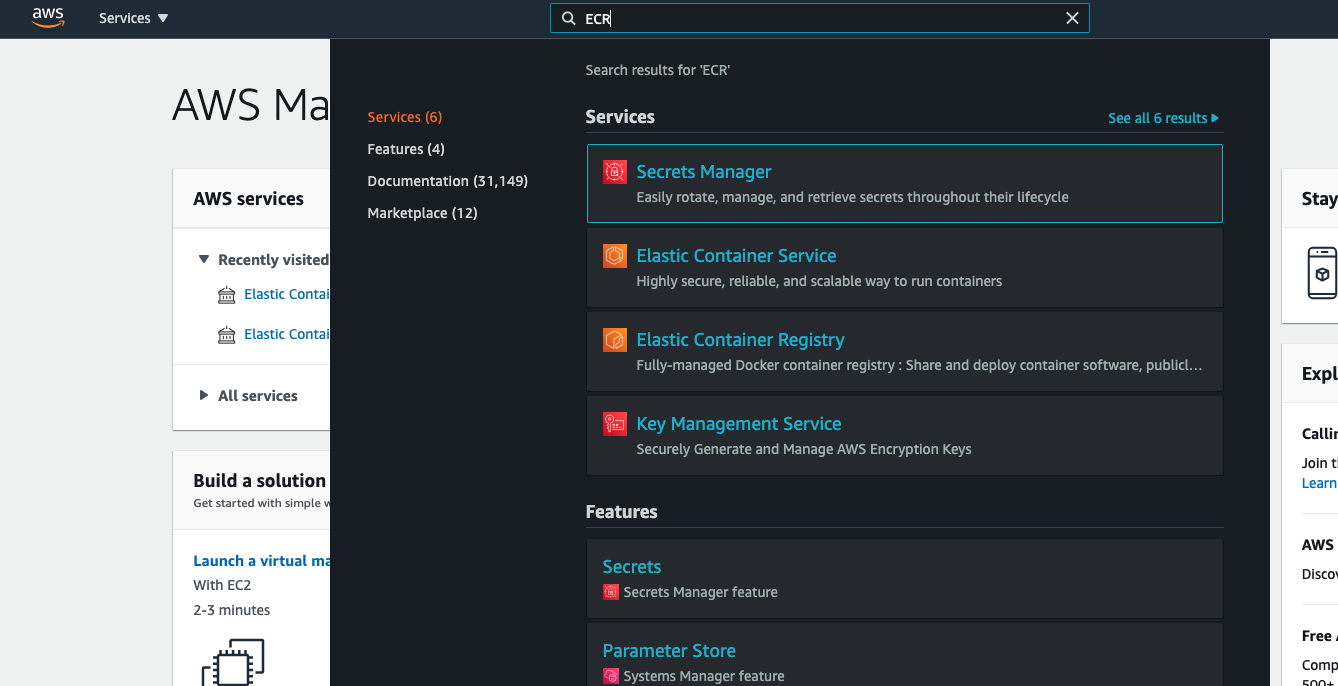 aws
Services ▼
ECR
AWS Ma
AWS services
Recently visited
Elastic Contai
Elastic Contai
All services
Build a solution
Get started with simple w
Launch a virtual ma
With EC2
2-3 minutes
Search results for 'ECR'
Services (6)
Features (4)
Documentation (31,149)
Marketplace (12)
Services
See all 6 results
Secrets Manager
Easily rotate, manage, and retrieve secrets throughout their lifecycle
Elastic Container Service
Highly secure, reliable, and scalable way to run containers
Elastic Container Registry
Fully-managed Docker container registry : Share and deploy container software, publicl...
Key Management Service
Securely Generate and Manage AWS Encryption Keys
Features
Secrets
Secrets Manager feature
Parameter Store
Systems Manager feature
Stay
Expl
Callin
Join t
Learn
AWS
Discov
Free
Comp
500+